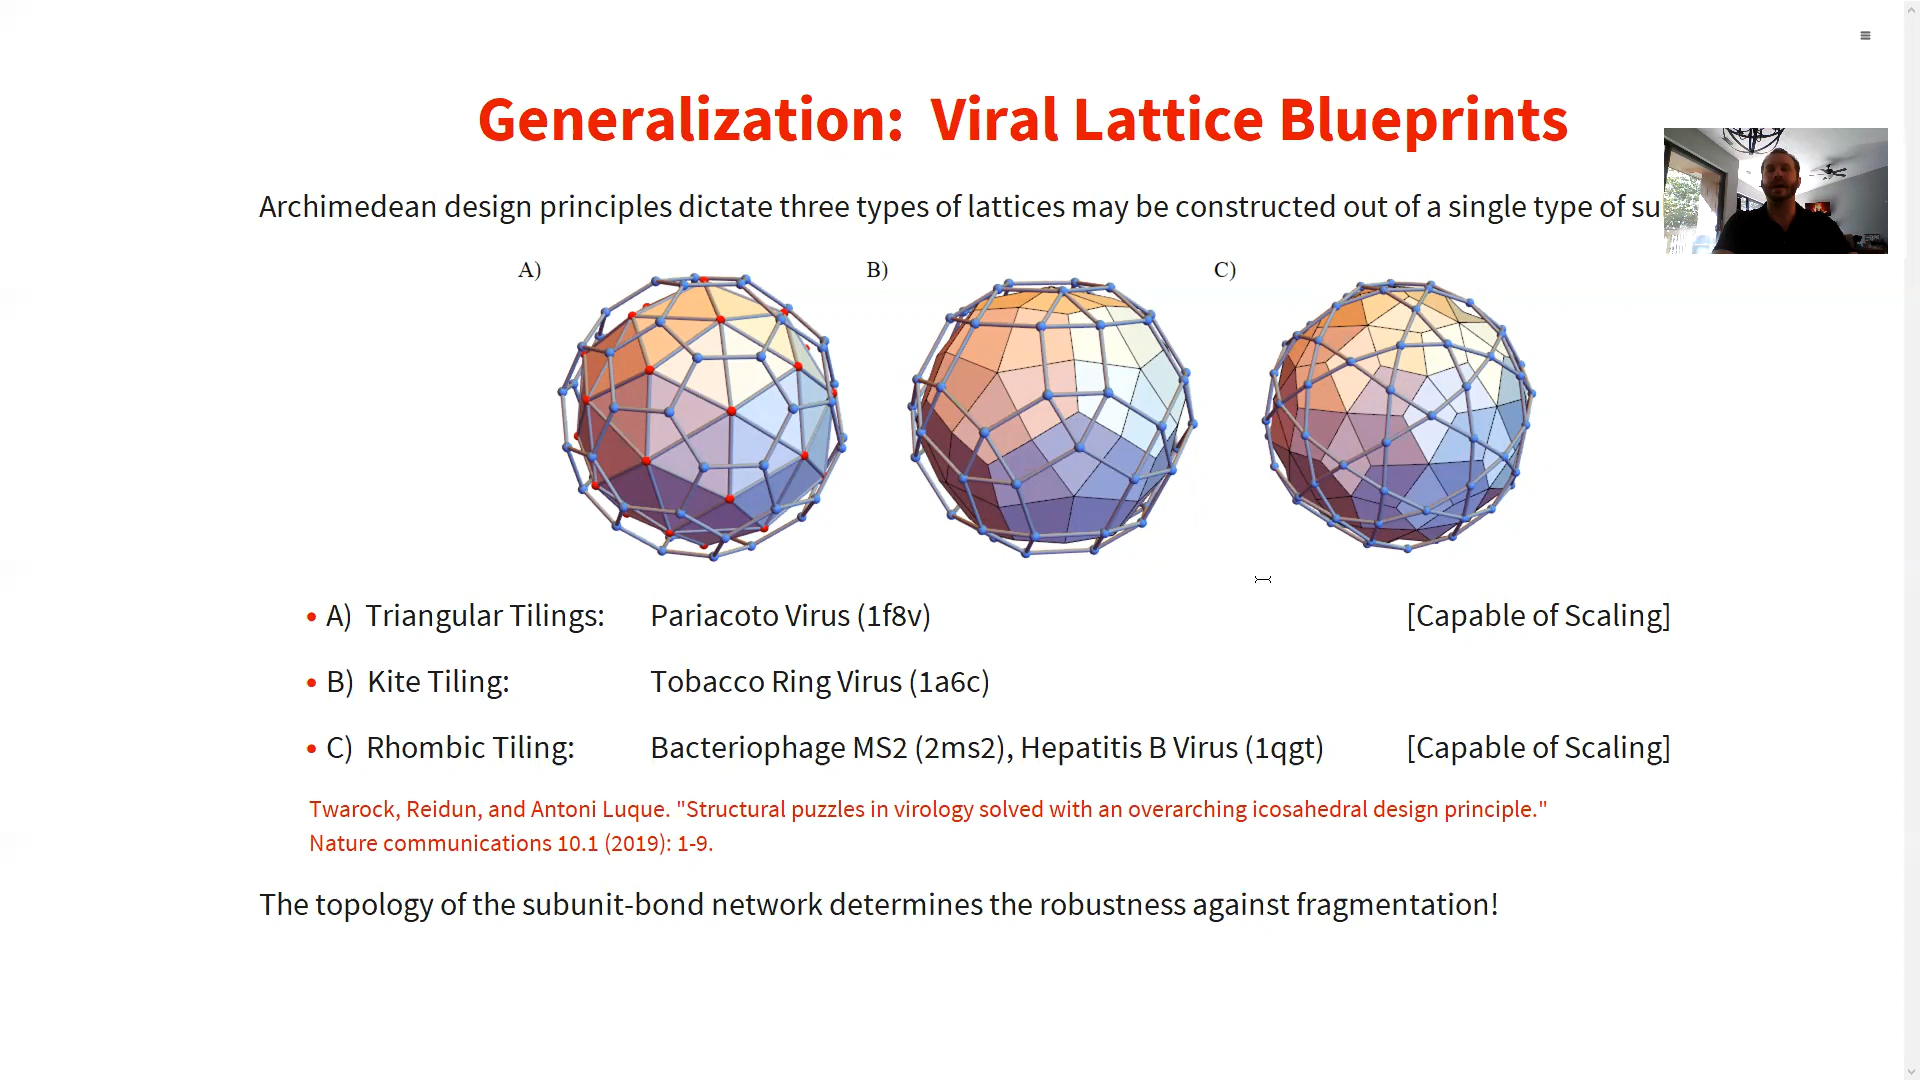 Generalization: Viral Lattice Blueprints
Archimedean design principles dictate three types of lattices may be constructed out of a single type of su
A) B) C)
• A) Triangular Tilings: Pariacoto Virus (1f8v) [Capable of Scaling]
• B) Kite Tiling: Tobacco Ring Virus (1a6c)
• C) Rhombic Tiling: Bacteriophage MS2 (2ms2), Hepatitis B Virus (1qgt) [Capable of Scaling]
Twarock, Reidun, and Antoni Luque. "Structural puzzles in virology solved with an overarching icosahedral design principle."
Nature communications 10.1 (2019): 1-9.
The topology of the subunit-bond network determines the robustness against fragmentation!